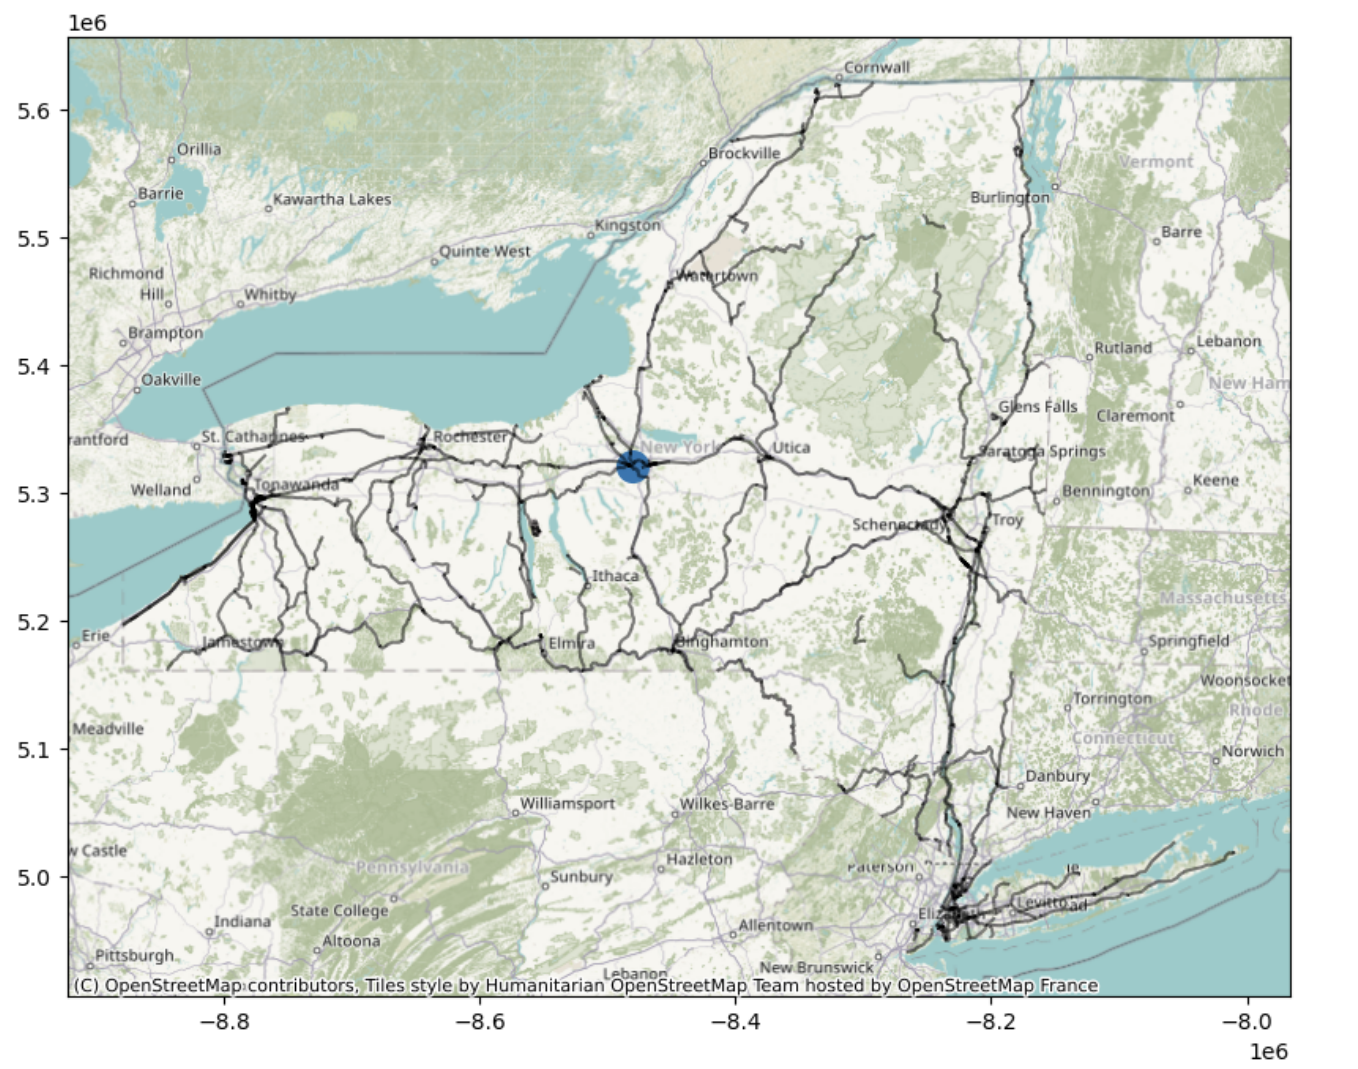 1e6
Cornwall
5.6
Orillia
Brockville
Vermont
Barrie
Kawartha Lakes
Burlington
5.5
Kingston
Barre
Quinte West
Richmond
Hill
Watertown
Whitby
Brampton
Lebanon
Rutland
5.4
Oakville
New Ham
Glens Falls
Claremont
rantford
St. Catharines
Rochester
New York
Utica
Saratoga Springs
Welland
Tonawanda
Keene
Bennington
5.3
Schenectady
Troy
Ithaca
Massachusetts
5.2
Erie
Jamestown
Elmira
Binghamton
Springfield
Woonsocket
Torrington
Rhode
Meadville
Connecticut
5.1
Norwich
Danbury
Williamsport
Wilkes-Barre
New Haven
w Castle
Hazleton
Pennsylvania
Paterson
5.0
Sunbury
State College
Levitto
ad
Indiana
Allentown
Altoona
Pittsburgh
New Brunswick
Lebanon
(C) OpenStreetMap contributors, Tiles style by Humanitarian OpenStreetMap Team hosted by OpenStreetMap France
−8.8 −8.6 −8.4 −8.2 −8.0
1e6